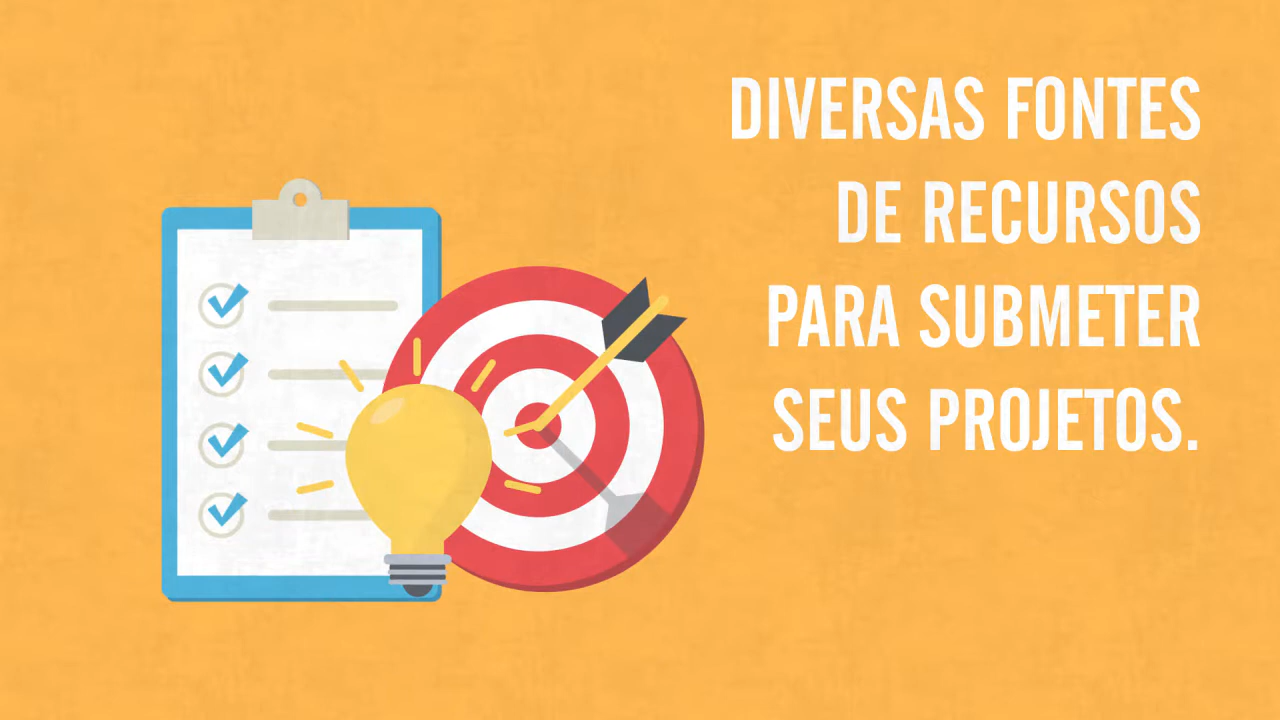 DIVERSAS FONTES
DE RECURSOS
PARA SUBMETER
SEUS PROJETOS.